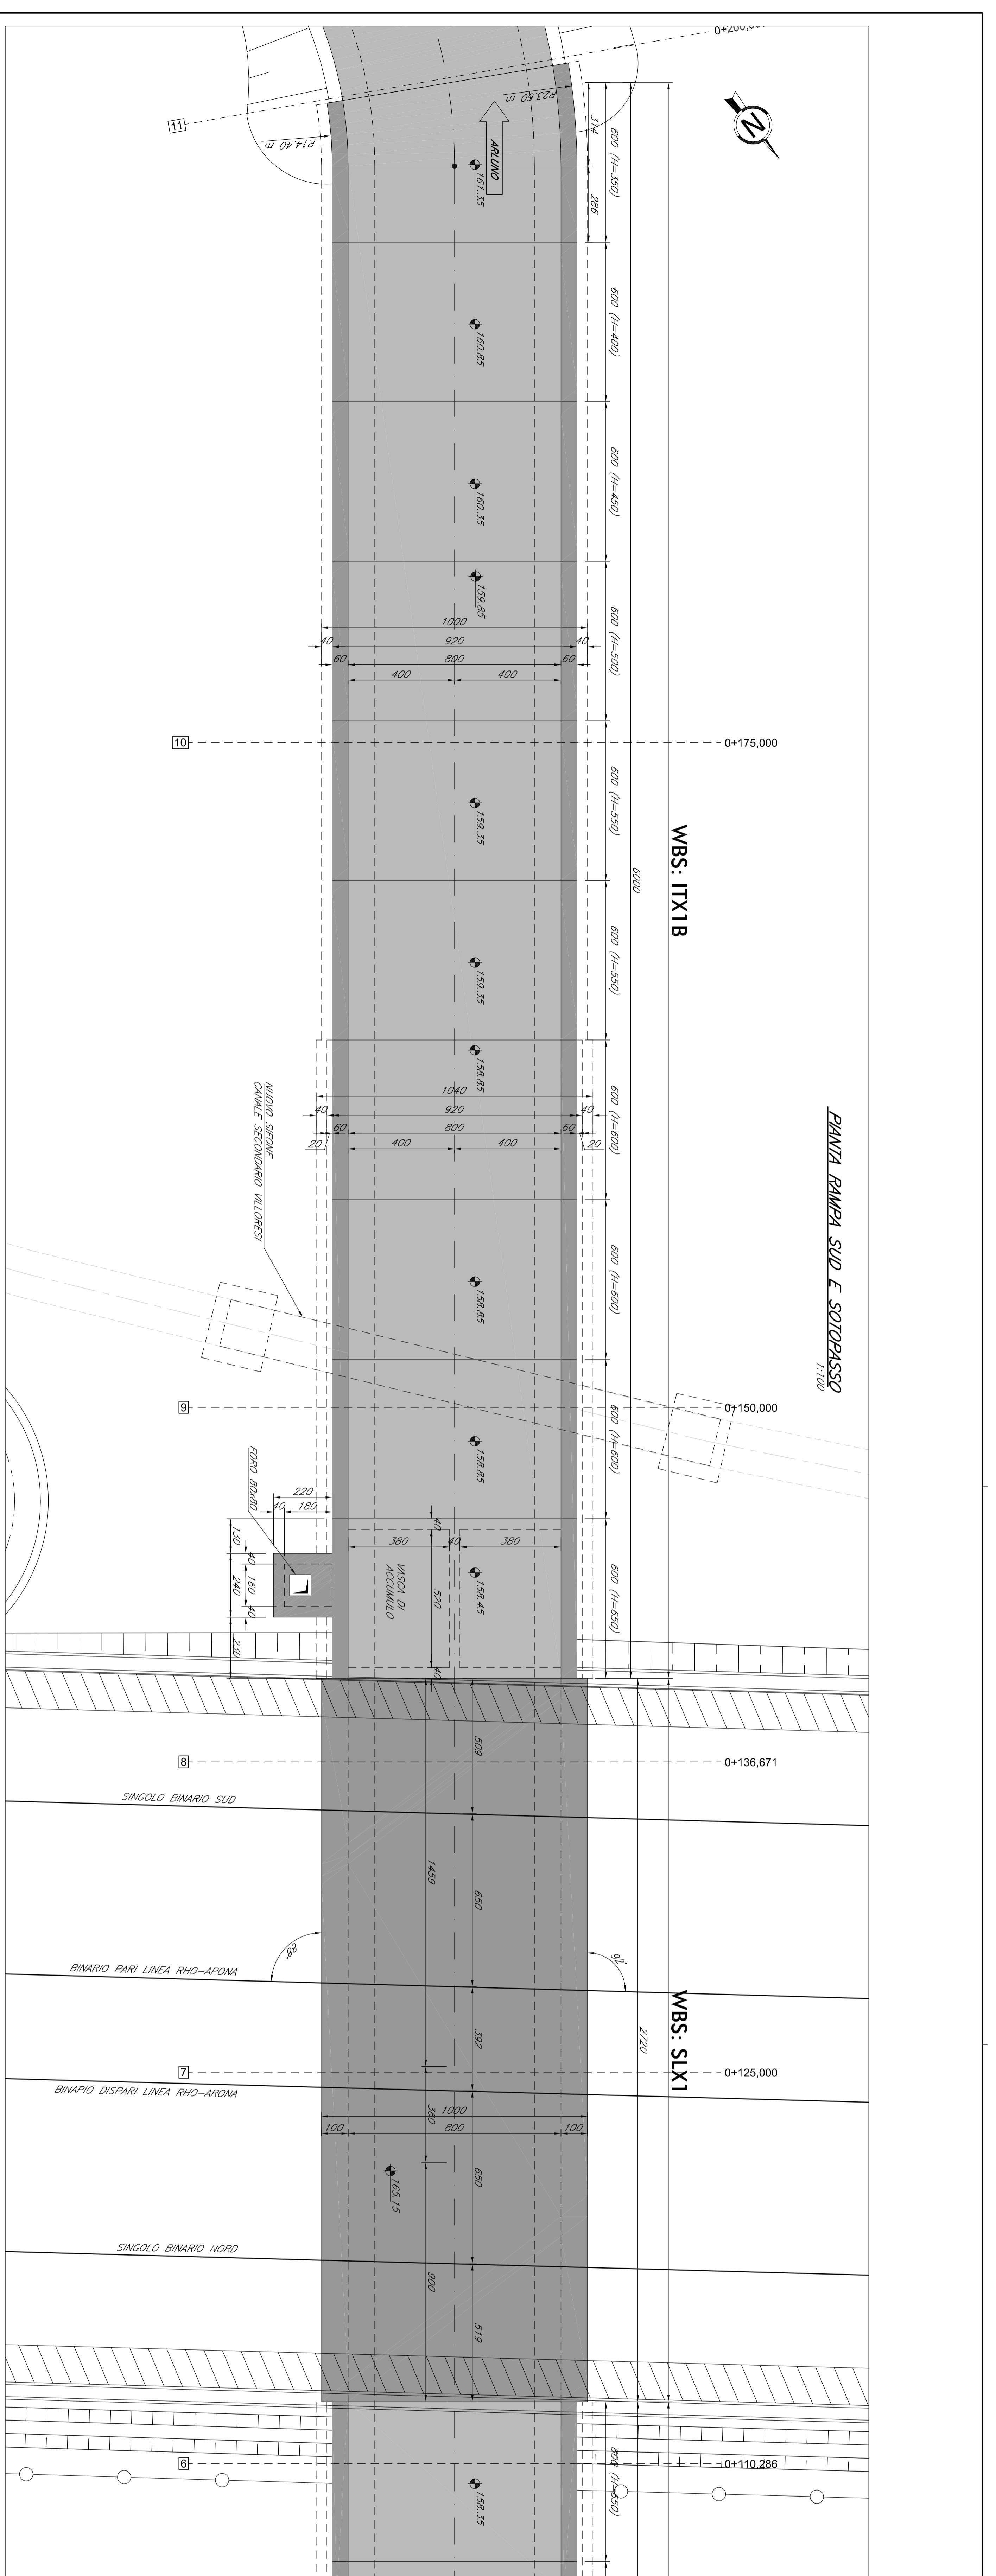 0+200,00
11
R14.40 m
R23.60 m
ARLUNO
N
161.35
314
286
600 (H=350)
160.85
600 (H=400)
160.35
600 (H=450)
159.85
600 (H=500)
1000
40 920 40
60 800 60
400 400
10
0+175,000
159.35
600 (H=550)
6000
WBS: ITX1B
159.35
600 (H=550)
158.85
1040
40 920 40
60 800 60
20 400 400 20
600 (H=600)
PIANTA RAMPA SUD E SOTOPASSO
1:100
NUOVO SIFONE
CANALE SECONDARIO VILLORESI
158.85
600 (H=600)
9
0+150,000
158.85
600 (H=600)
FORO 80x80
220
40 180
130
40
240
160
40
230
40
380 40 380
520
VASCA DI
ACCUMULO
40
158.45
600 (H=650)
8
0+136,671
509
SINGOLO BINARIO SUD
1459
650
88°
92°
BINARIO PARI LINEA RHO-ARONA
WBS: SLX1
2720
392
7
0+125,000
BINARIO DISPARI LINEA RHO-ARONA
1000
360
100 800 100
165.15
650
SINGOLO BINARIO NORD
900
519
6
0+110,286
600 (H=650)
158.35